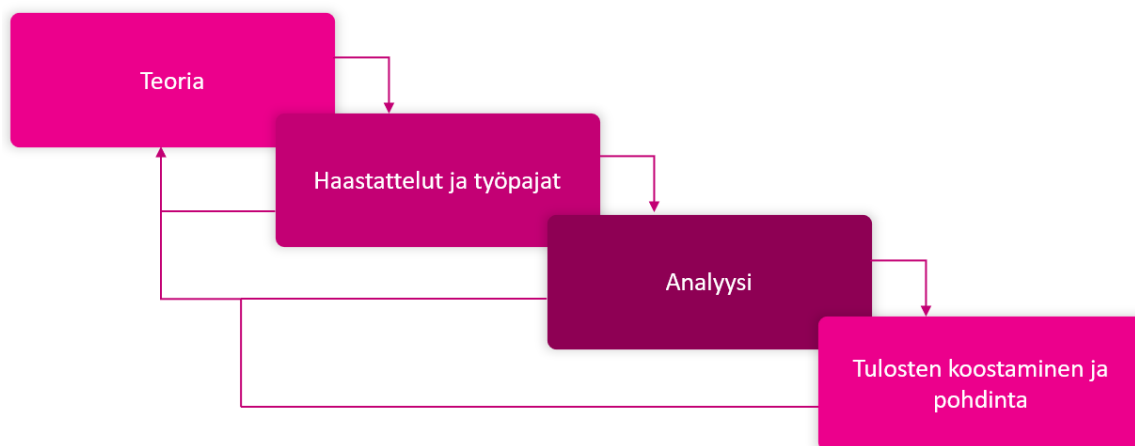 Teoria
Haastattelut ja työpajat
Analyysi
Tulosten koostaminen ja
pohdinta